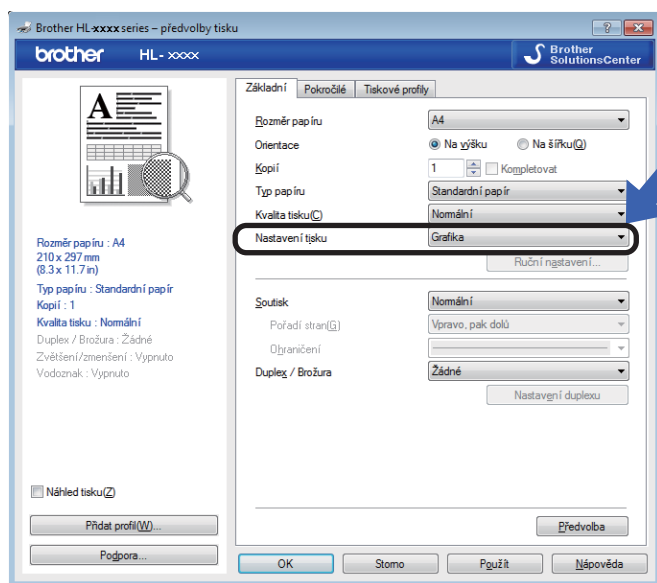 Brother HL-xxxx series – předvolby tisku
brother HL- xxxx
Brother
SolutionsCenter
Základní Pokročilé Tiskové profily
Rozměr papíru A4
Orientace Na výšku Na šířku(Q)
Kopií 1 Kompletovat
Typ papíru Standardní papír
Kvalita tisku(C) Normální
Nastavení tisku Grafika
Ruční nastavení...
Soutisk Normální
Pořadí stran(G) Vpravo, pak dolů
Ohraničení
Duplex / Brožura Žádné
Nastavení duplexu
A
Rozměr papíru : A4
210 x 297 mm
(8.3 x 11.7 in)
Typ papíru : Standardní papír
Kopií : 1
Kvalita tisku : Normální
Duplex / Brožura : Žádné
Zvětšení/zmenšení : Vypnuto
Vodoznak : Vypnuto
Náhled tisku(Z)
Přidat profil(W)...
Podpora...
Předvolba
OK Storno Použít Nápověda